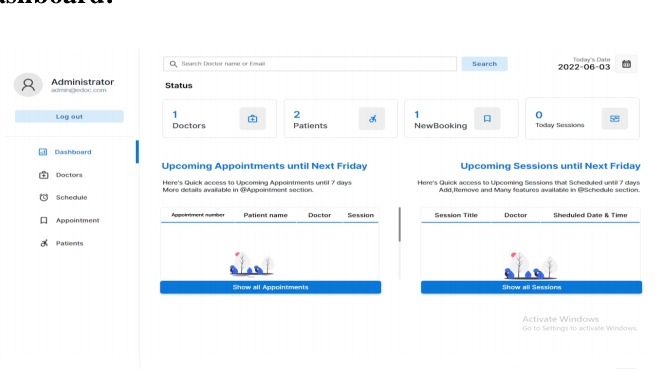 Administrator
admin@edoc.com
Log out
Dashboard
Doctors
Schedule
Appointment
Patients
Search Doctor name or Email
Search
Today's Date
2022-06-03
Status
1
Doctors
2
Patients
1
NewBooking
0
Today Sessions
Upcoming Appointments until Next Friday
Here's Quick access to Upcoming Appointments until 7 days
More details available in @Appointment section.
Appointment number Patient name Doctor Session
Show all Appointments
Upcoming Sessions until Next Friday
Here's Quick access to Upcoming Sessions that Scheduled until 7 days
Add,Remove and Many features available in @Schedule section.
Session Title Doctor Sheduled Date & Time
Show all Sessions
Activate Windows
Go to Settings to activate Windows.